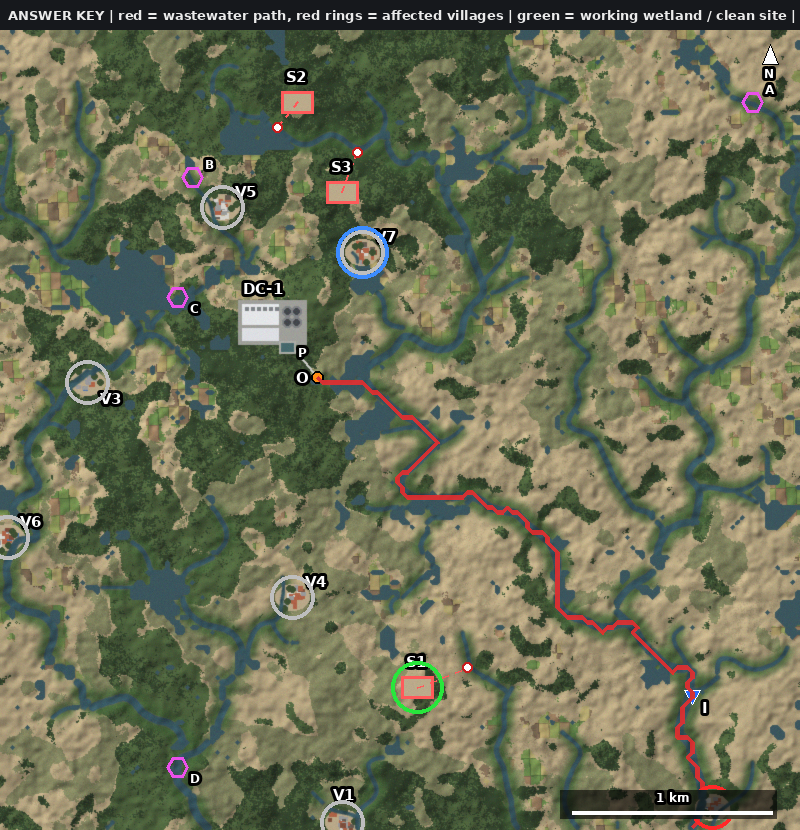 ANSWER KEY | red = wastewater path, red rings = affected villages | green = working wetland / clean site |
N
A
S2
S3
B
V5
V7
DC-1
C
P
O
V3
V6
V4
S1
I
D
V1
1 km